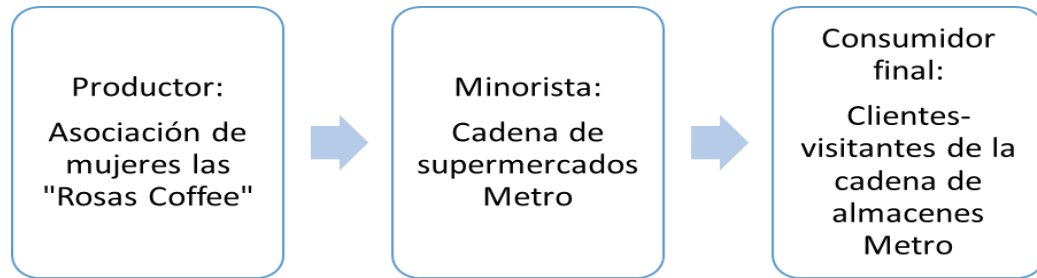 Productor:
Asociación de
mujeres las
"Rosas Coffee"
Minorista:
Cadena de
supermercados
Metro
Consumidor
final:
Clientes-
visitantes de la
cadena de
almacenes
Metro